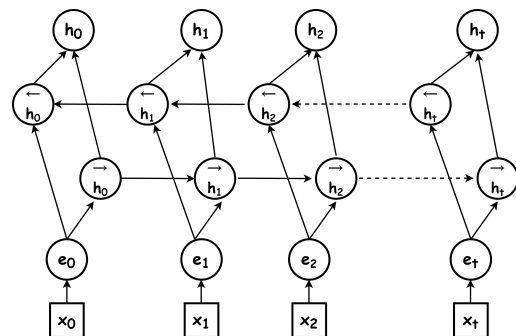 h₀ h₁ h₂ hₜ
←h₀ ←h₁ ←h₂ ←hₜ
→h₀ →h₁ →h₂ →hₜ
e₀ e₁ e₂ eₜ
x₀ x₁ x₂ xₜ